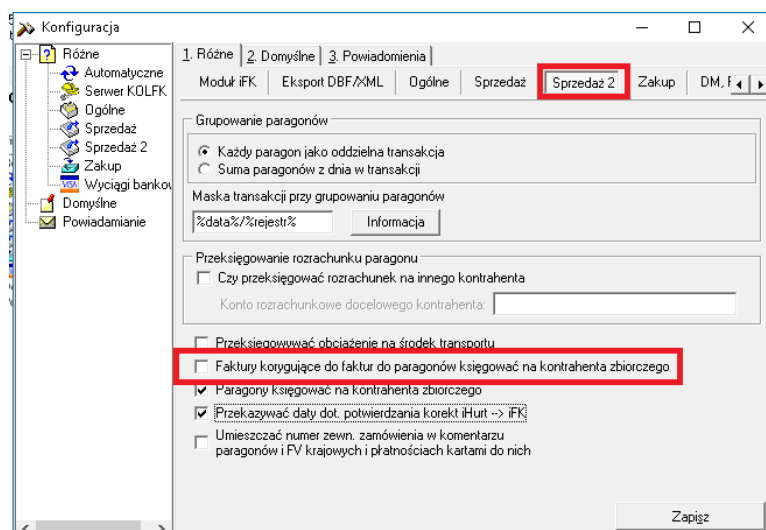 Konfiguracja
Różne
Automatyczne
Serwer KOLFK
Ogólne
Sprzedaż
Sprzedaż 2
Zakup
VISA
Wyciągi bankow
Domyślne
Powiadamianie
1. Różne 2. Domyślne 3. Powiadomienia
Moduł iFK Eksport DBF/XML Ogólne Sprzedaż Sprzedaż 2 Zakup DM, F
Grupowanie paragonów
Każdy paragon jako oddzielna transakcja
Suma paragonów z dnia w transakcji
Maska transakcji przy grupowaniu paragonów
%data%/%rejestr% Informacja
Przeksięgowanie rozrachunku paragonu
Czy przeksięgować rozrachunek na innego kontrahenta
Konto rozrachunkowe docelowego kontrahenta:
Przeksięgowywać obciążenie na środek transportu
Faktury korygujące do faktur do paragonów księgować na kontrahenta zbiorczego
Paragony księgować na kontrahenta zbiorczego
Przekazywać daty dot. potwierdzania korekt iHurt --> iFK
Umieszczać numer zewn. zamówienia w komentarzu
paragonów i FV krajowych i płatnościach kartami do nich
Zapisz